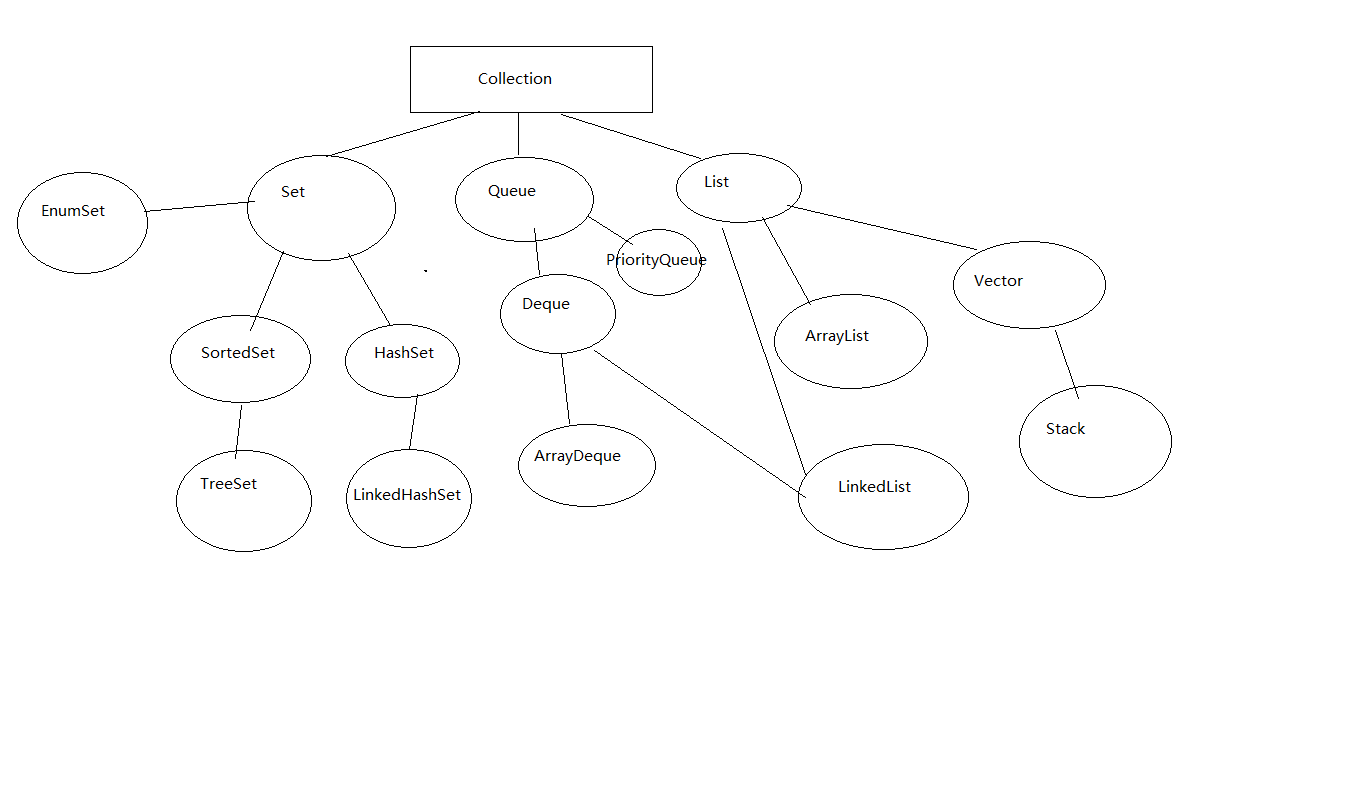 Collection
Set
Queue
List
EnumSet
PriorityQueue
Vector
Deque
ArrayList
SortedSet
HashSet
Stack
ArrayDeque
TreeSet
LinkedHashSet
LinkedList